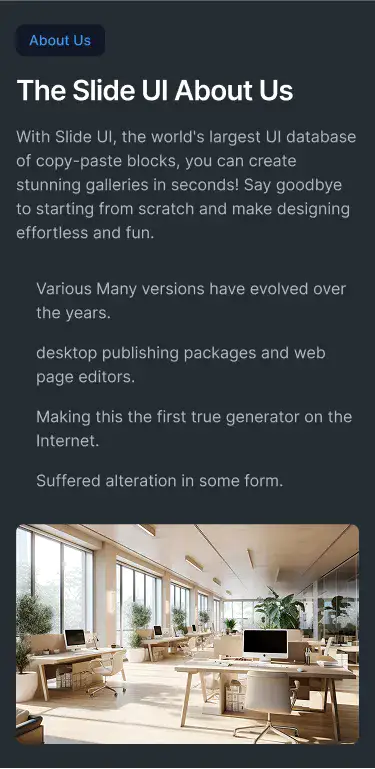 About Us
The Slide UI About Us
With Slide UI, the world's largest UI database
of copy-paste blocks, you can create
stunning galleries in seconds! Say goodbye
to starting from scratch and make designing
effortless and fun.
Various Many versions have evolved over
the years.
desktop publishing packages and web
page editors.
Making this the first true generator on the
Internet.
Suffered alteration in some form.